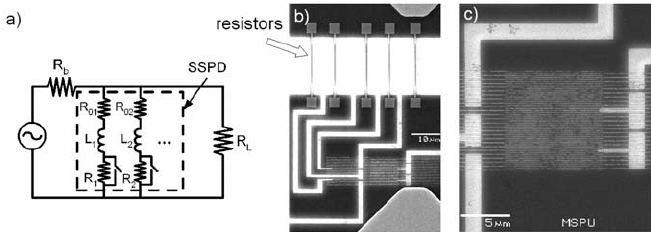 a)
R_b
SSPD
R_01
R_02
L_1
L_2
...
R_1
R_2
R_L
resistors
b)
10 μm
c)
5 μm
MSPU